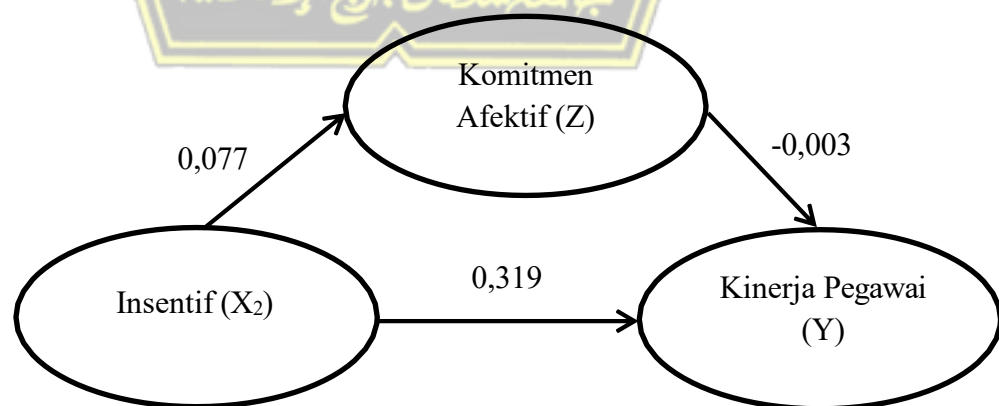 Komitmen
Afektif (Z)
0,077
-0,003
0,319
Insentif (X₂)
Kinerja Pegawai
(Y)